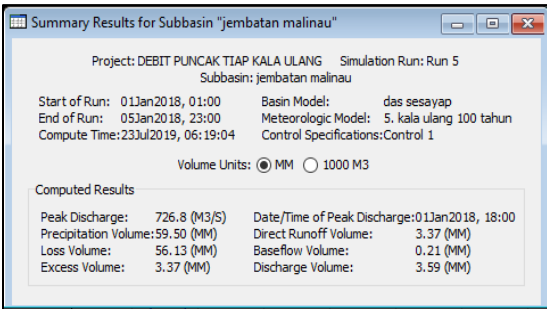 Summary Results for Subbasin "jembatan malinau"
Project: DEBIT PUNCAK TIAP KALA ULANG Simulation Run: Run 5
Subbasin: jembatan malinau
Start of Run: 01Jan2018, 01:00 Basin Model: das sesayap
End of Run: 05Jan2018, 23:00 Meteorologic Model: 5. kala ulang 100 tahun
Compute Time:23Jul2019, 06:19:04 Control Specifications:Control 1
Volume Units: MM 1000 M3
Computed Results
Peak Discharge: 726.8 (M3/S) Date/Time of Peak Discharge:01Jan2018, 18:00
Precipitation Volume:59.50 (MM) Direct Runoff Volume: 3.37 (MM)
Loss Volume: 56.13 (MM) Baseflow Volume: 0.21 (MM)
Excess Volume: 3.37 (MM) Discharge Volume: 3.59 (MM)